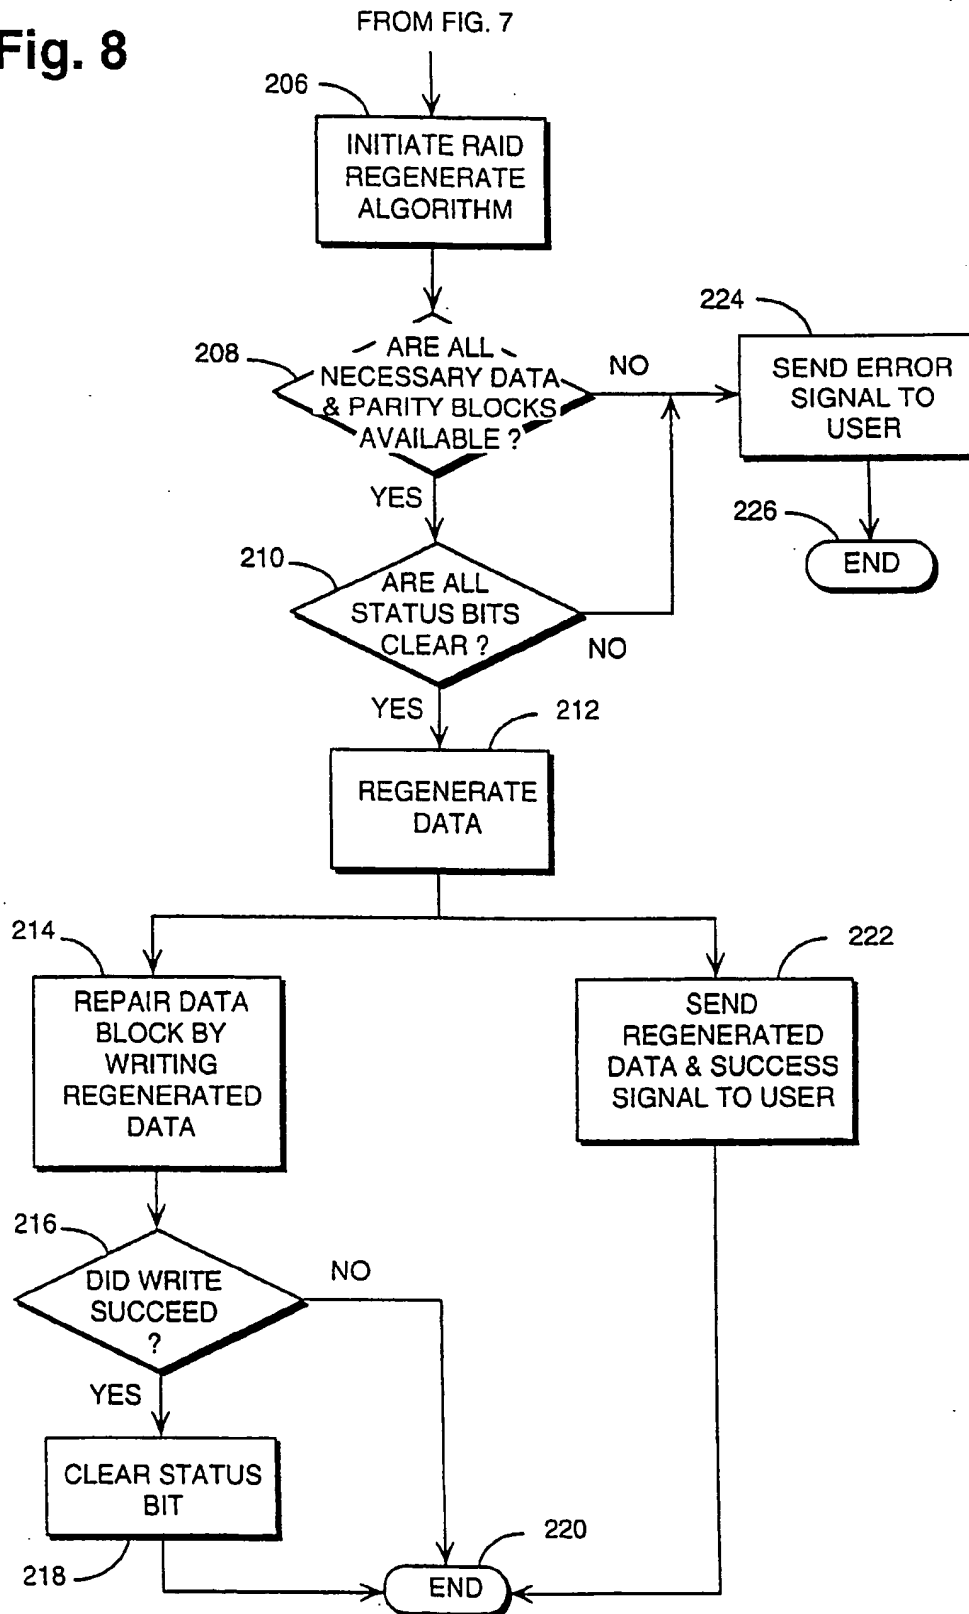 Fig. 8
FROM FIG. 7
206
INITIATE RAID
REGENERATE
ALGORITHM
208
ARE ALL
NECESSARY DATA
& PARITY BLOCKS
AVAILABLE ?
NO
224
SEND ERROR
SIGNAL TO
USER
YES
226
END
210
ARE ALL
STATUS BITS
CLEAR ?
NO
YES
212
REGENERATE
DATA
214
REPAIR DATA
BLOCK BY
WRITING
REGENERATED
DATA
222
SEND
REGENERATED
DATA & SUCCESS
SIGNAL TO USER
216
DID WRITE
SUCCEED
?
NO
YES
CLEAR STATUS
BIT
218
220
END